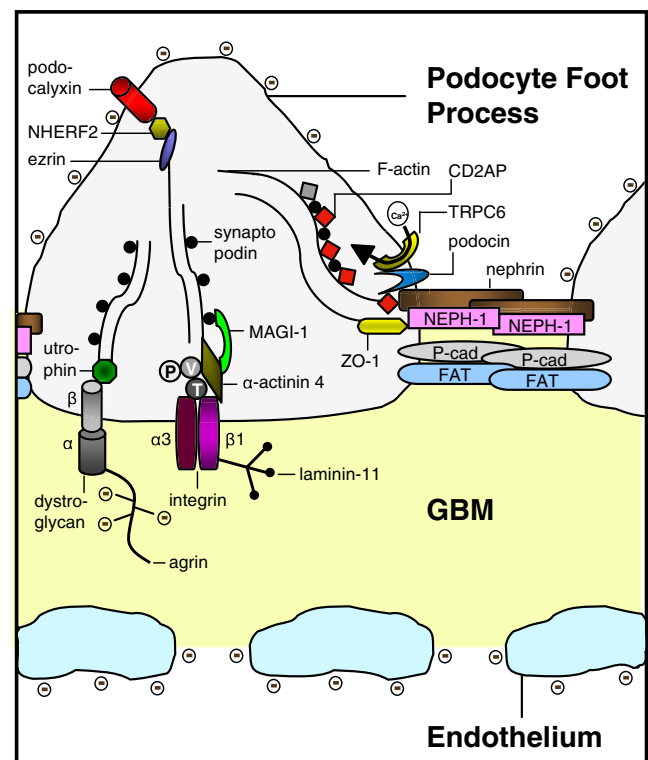 podo-
calyxin
Podocyte Foot
Process
NHERF2
ezrin
F-actin
CD2AP
Ca²⁺
TRPC6
synapto
podin
podocin
nephrin
NEPH-1
NEPH-1
MAGI-1
ZO-1
utro-
phin
P
V
T
α-actinin 4
P-cad
P-cad
FAT
FAT
β
α
α3
β1
laminin-11
integrin
dystro-
glycan
GBM
agrin
Endothelium